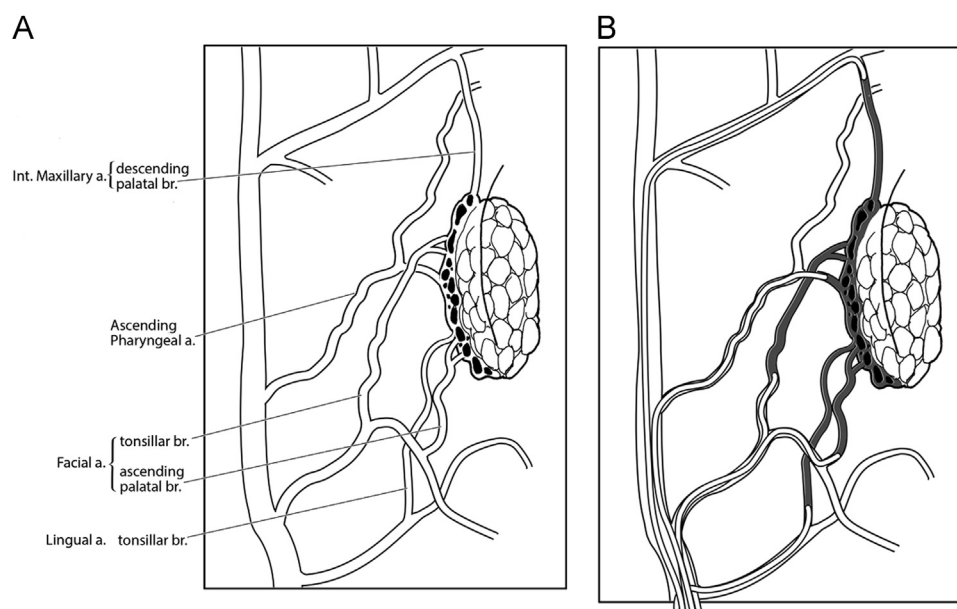 A
B
Int. Maxillary a. { descending
palatal br.
Ascending
Pharyngeal a.
tonsillar br.
Facial a. {
ascending
palatal br.
Lingual a. tonsillar br.